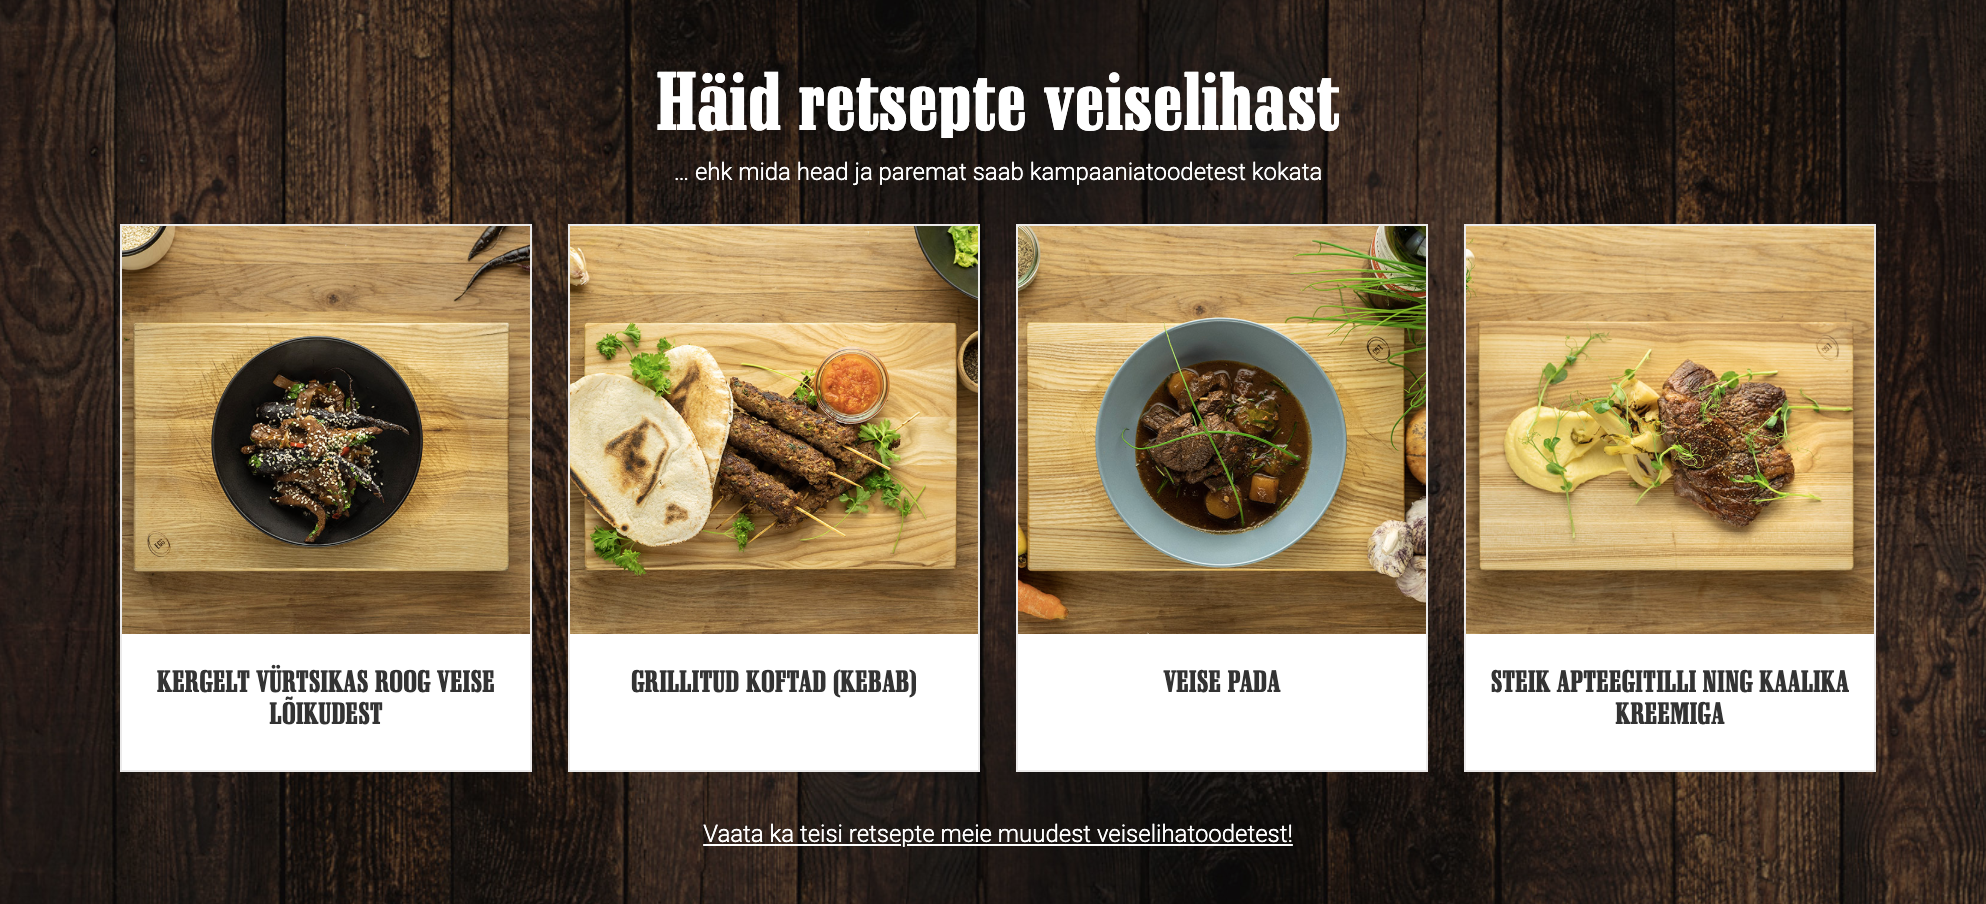 Häid retsepte veiselihast
... ehk mida head ja paremat saab kampaaniatoodetest kokata
KERGELT VÜRTSIKAS ROOG VEISE
LÕIKUDEST
GRILLITUD KOFTAD (KEBAB)
VEISE PADA
STEIK APTEEGITILLI NING KAALIKA
KREEMIGA
Vaata ka teisi retsepte meie muudest veiselihatoodetest!